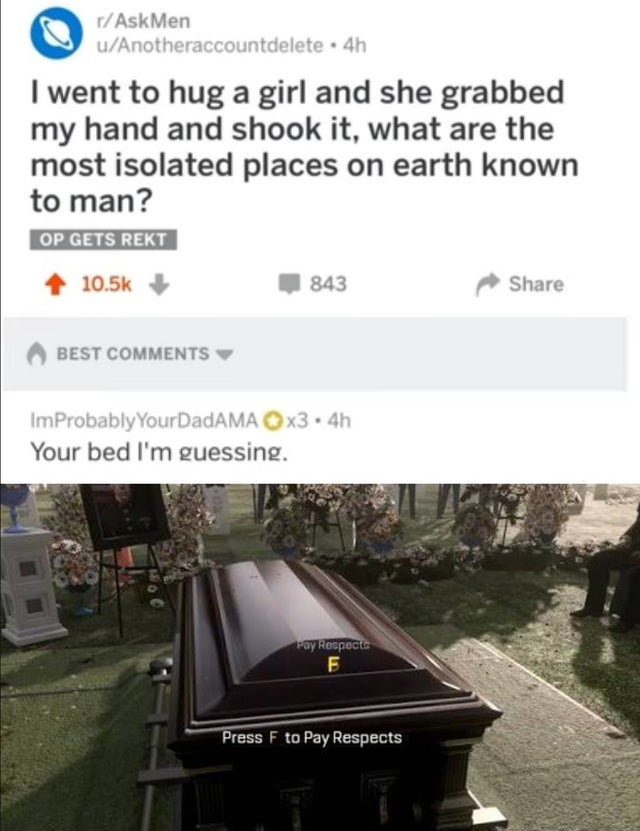 r/AskMen
u/Anotheraccountdelete • 4h
I went to hug a girl and she grabbed
my hand and shook it, what are the
most isolated places on earth known
to man?
OP GETS REKT
10.5k 843 Share
BEST COMMENTS
ImProbablyYourDadAMA x3 • 4h
Your bed I'm guessing.
Pay Respects
F
Press F to Pay Respects